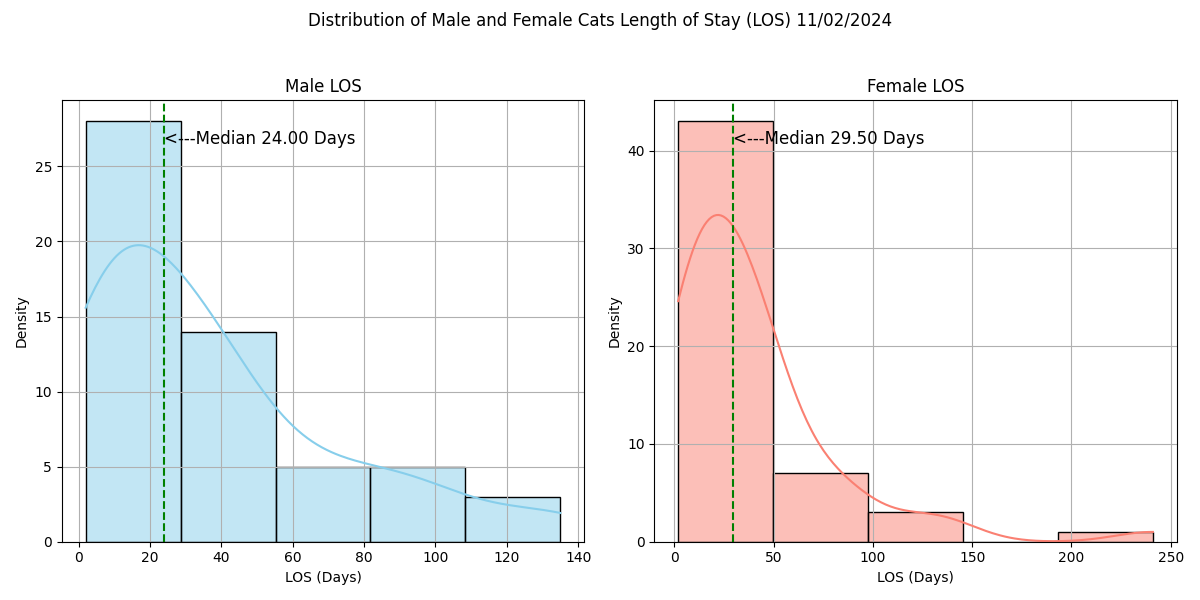 Distribution of Male and Female Cats Length of Stay (LOS) 11/02/2024
Male LOS
<---Median 24.00 Days
25
20
15
10
5
0
Density
0 20 40 60 80 100 120 140
LOS (Days)
Female LOS
<---Median 29.50 Days
40
30
20
10
0
Density
0 50 100 150 200 250
LOS (Days)